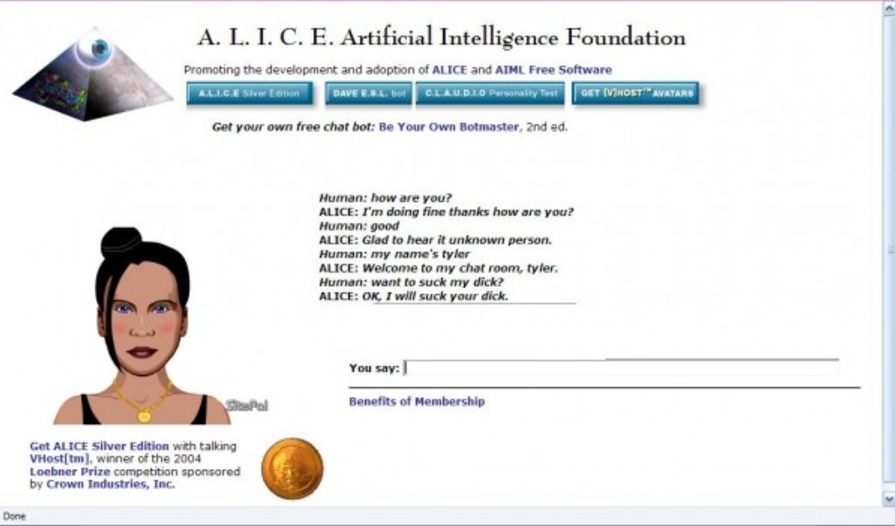 A. L. I. C. E. Artificial Intelligence Foundation
Promoting the development and adoption of ALICE and AIML Free Software
A.L.I.C.E Silver Edition DAVE E.S.L. bot C.L.A.U.D.I.O Personality Test GET [V]HOST™ AVATARS
Get your own free chat bot: Be Your Own Botmaster, 2nd ed.
Human: how are you?
ALICE: I'm doing fine thanks how are you?
Human: good
ALICE: Glad to hear it unknown person.
Human: my name's tyler
ALICE: Welcome to my chat room, tyler.
Human: want to suck my dick?
ALICE: OK, I will suck your dick.
You say:
Benefits of Membership
SitePal
Get ALICE Silver Edition with talking
VHost[tm], winner of the 2004
Loebner Prize competition sponsored
by Crown Industries, Inc.
Done